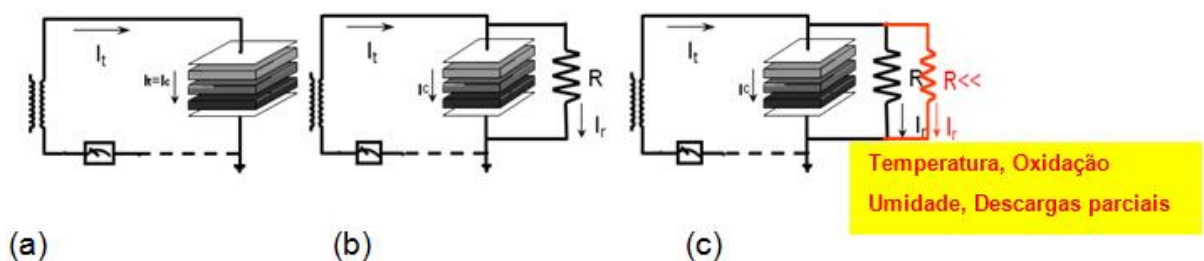 I_t
I_t=I_c
(a)
I_t
I_C
R
I_r
(b)
I_t
I_C
R
R<<
I_r
I_r
Temperatura, Oxidação
Umidade, Descargas parciais
(c)